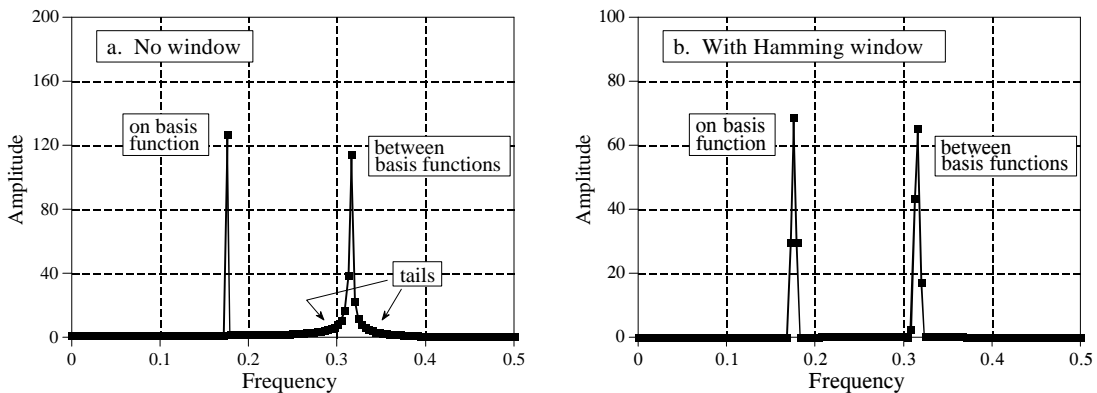 200
160
120
80
40
0
Amplitude
a. No window
on basis
function
between
basis functions
tails
0 0.1 0.2 0.3 0.4 0.5
Frequency
100
80
60
40
20
0
Amplitude
b. With Hamming window
on basis
function
between
basis functions
0 0.1 0.2 0.3 0.4 0.5
Frequency